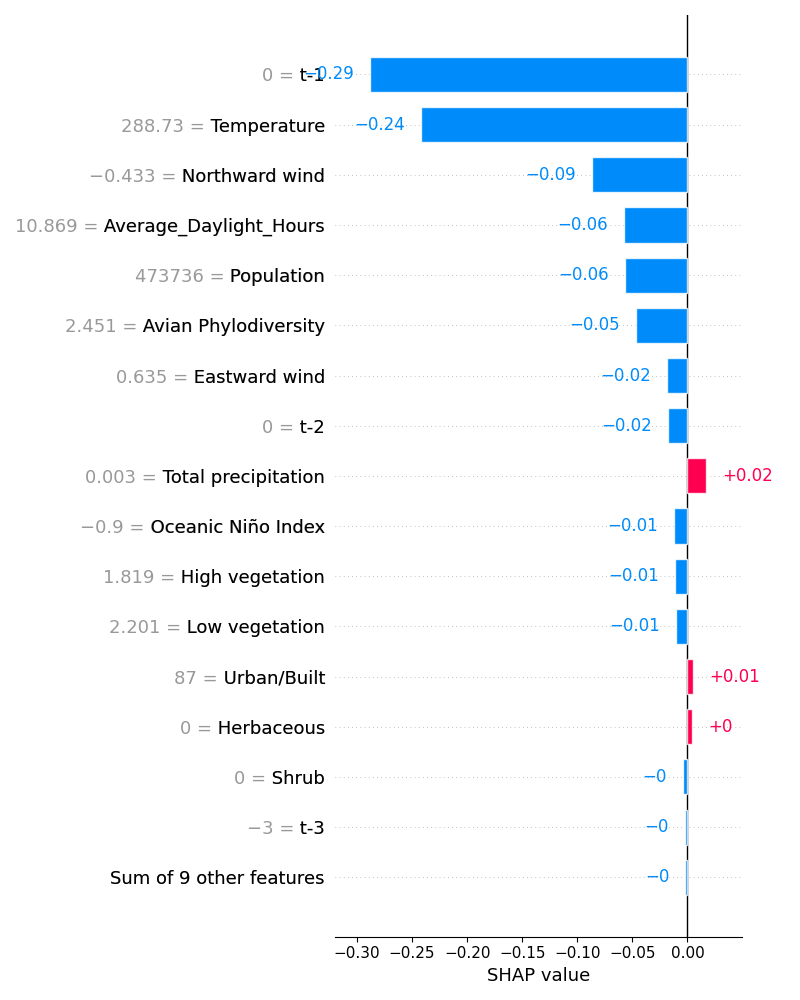 0 = t-1 −0.29
288.73 = Temperature −0.24
−0.433 = Northward wind −0.09
10.869 = Average_Daylight_Hours −0.06
473736 = Population −0.06
2.451 = Avian Phylodiversity −0.05
0.635 = Eastward wind −0.02
0 = t-2 −0.02
0.003 = Total precipitation +0.02
−0.9 = Oceanic Niño Index −0.01
1.819 = High vegetation −0.01
2.201 = Low vegetation −0.01
87 = Urban/Built +0.01
0 = Herbaceous +0
0 = Shrub −0
−3 = t-3 −0
Sum of 9 other features −0
−0.30 −0.25 −0.20 −0.15 −0.10 −0.05 0.00
SHAP value